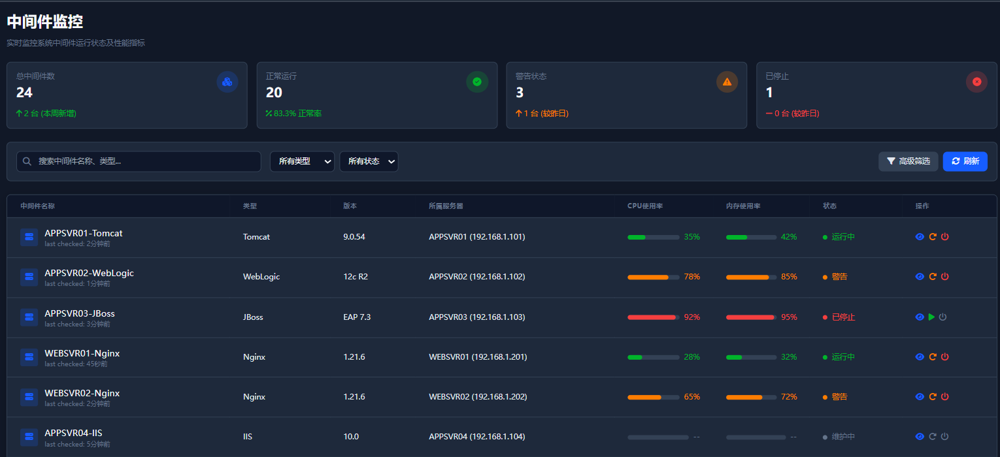 中间件监控
实时监控系统中间件运行状态及性能指标
总中间件数 正常运行 警告状态 已停止
24 20 3 1
2 台 (本周新增) 83.3% 正常率 1 台 (较昨日) 0 台 (较昨日)
搜索中间件名称、类型... 所有类型 所有状态 高级筛选 刷新
中间件名称 类型 版本 所属服务器 CPU使用率 内存使用率 状态 操作
APPSVR01-Tomcat Tomcat 9.0.54 APPSVR01 (192.168.1.101) 35% 42% 运行中
last checked: 2分钟前
APPSVR02-WebLogic WebLogic 12c R2 APPSVR02 (192.168.1.102) 78% 85% 警告
last checked: 1分钟前
APPSVR03-JBoss JBoss EAP 7.3 APPSVR03 (192.168.1.103) 92% 95% 已停止
last checked: 3分钟前
WEBSVR01-Nginx Nginx 1.21.6 WEBSVR01 (192.168.1.201) 28% 32% 运行中
last checked: 45秒前
WEBSVR02-Nginx Nginx 1.21.6 WEBSVR02 (192.168.1.202) 65% 72% 警告
last checked: 2分钟前
APPSVR04-IIS IIS 10.0 APPSVR04 (192.168.1.104) -- -- 维护中
last checked: 5分钟前